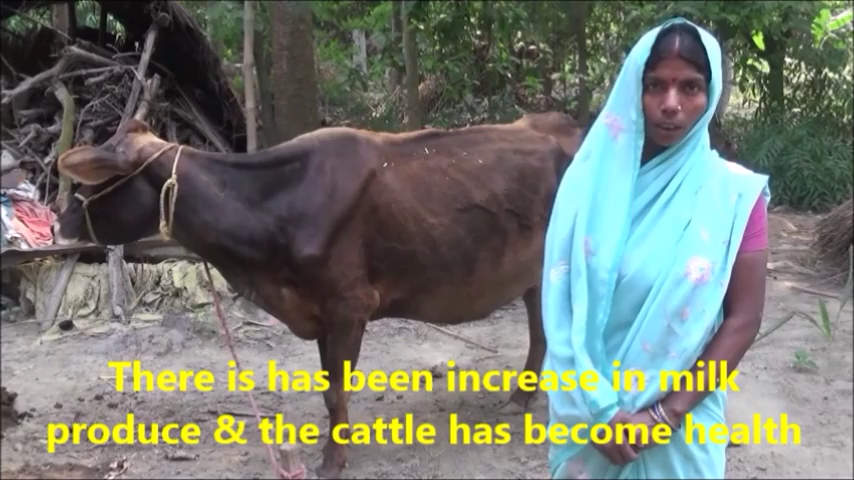 There is has been increase in milk
produce & the cattle has become health